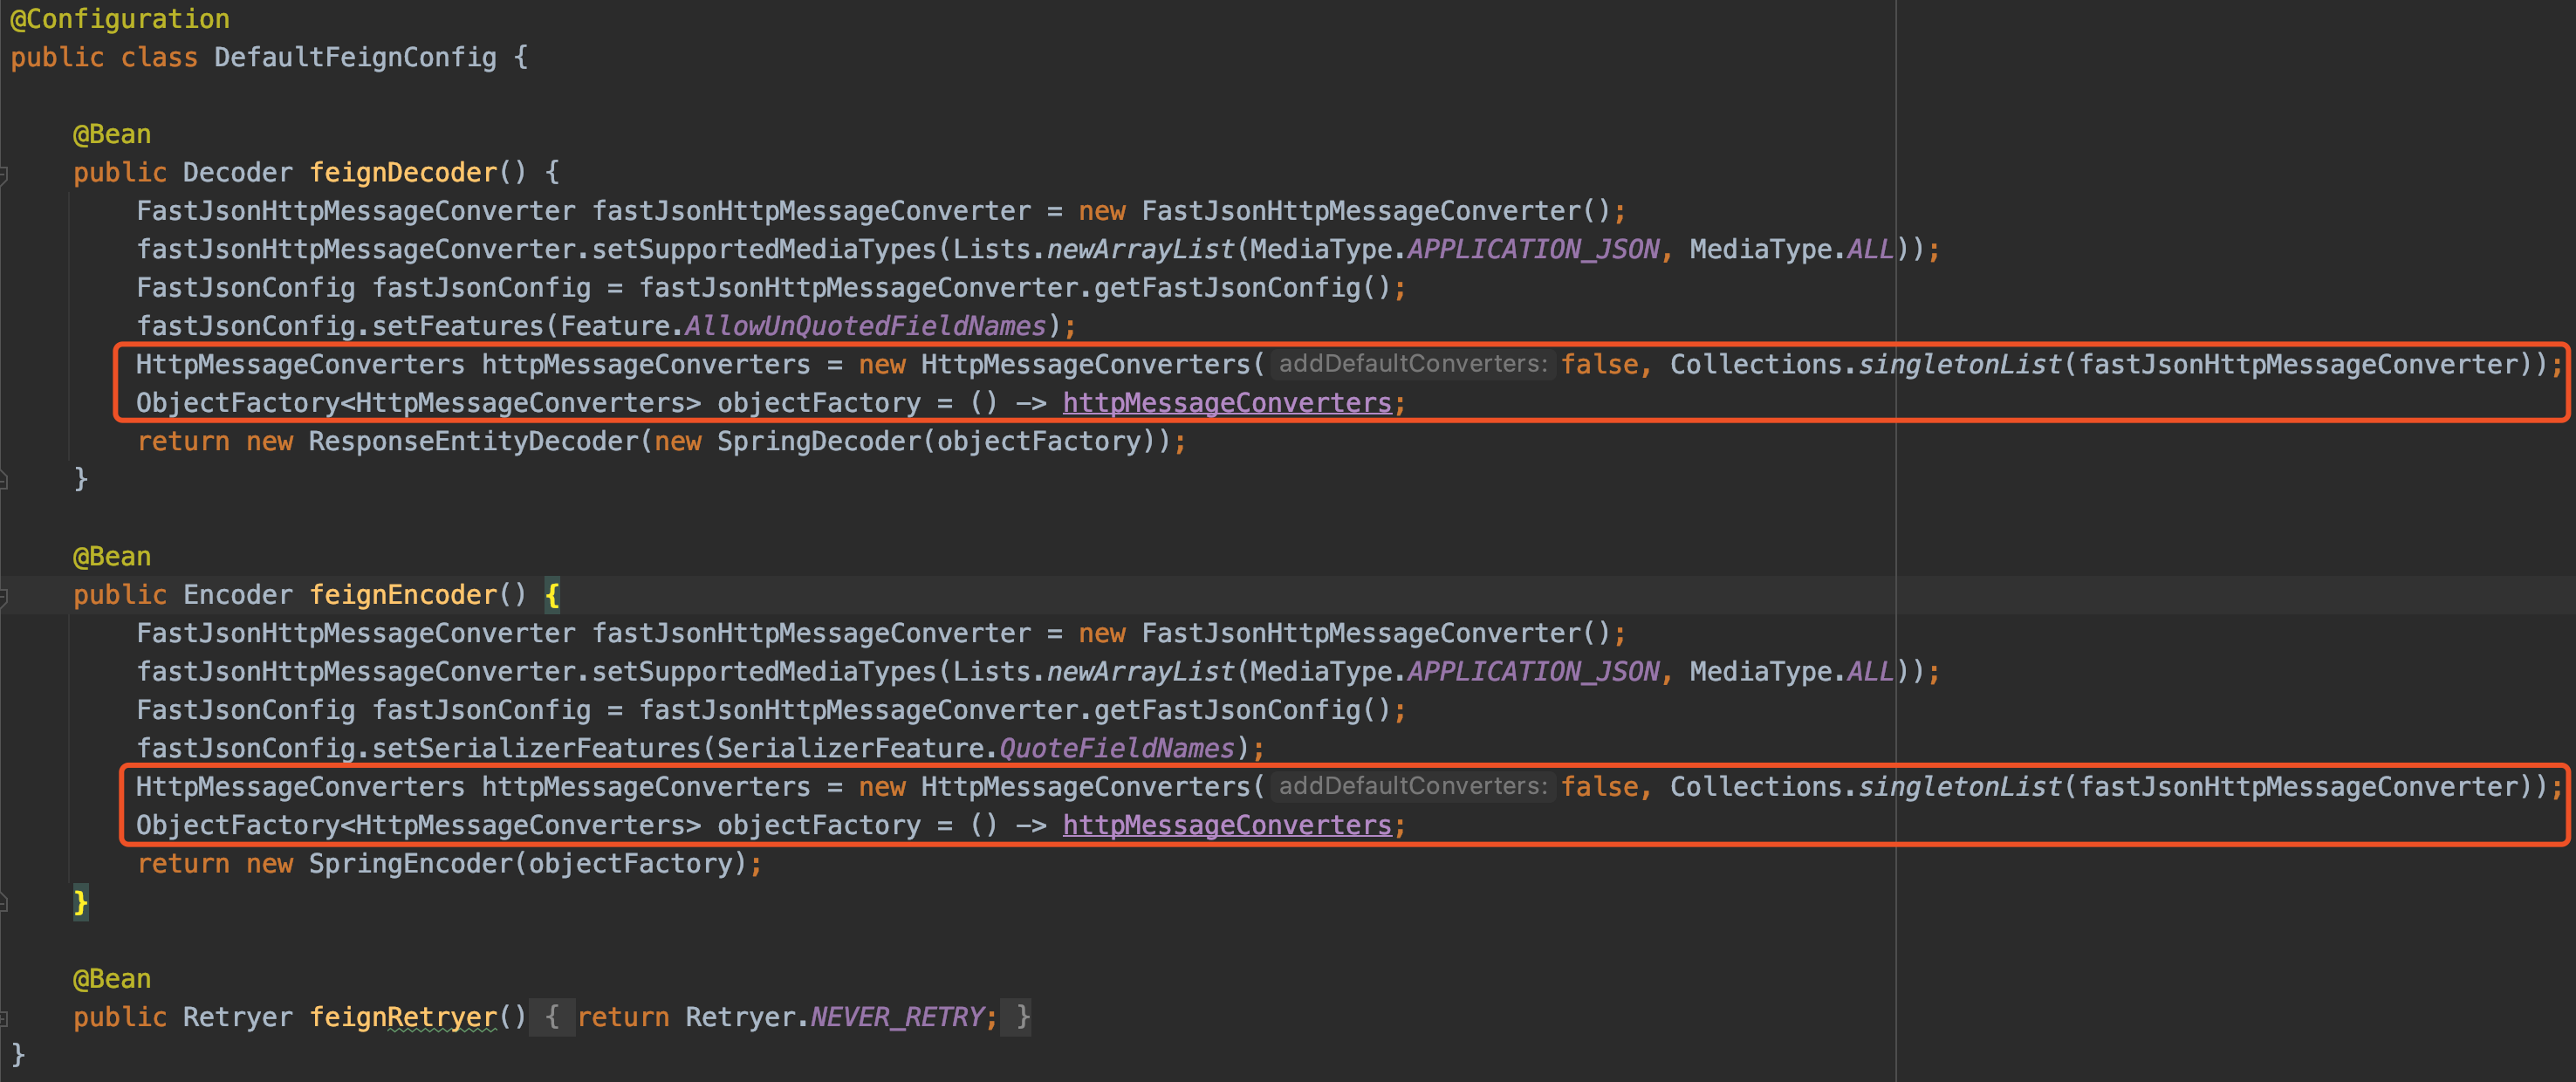 @Configuration
public class DefaultFeignConfig {
@Bean
public Decoder feignDecoder() {
FastJsonHttpMessageConverter fastJsonHttpMessageConverter = new FastJsonHttpMessageConverter();
fastJsonHttpMessageConverter.setSupportedMediaTypes(Lists.newArrayList(MediaType.APPLICATION_JSON, MediaType.ALL));
FastJsonConfig fastJsonConfig = fastJsonHttpMessageConverter.getFastJsonConfig();
fastJsonConfig.setFeatures(Feature.AllowUnQuotedFieldNames);
HttpMessageConverters httpMessageConverters = new HttpMessageConverters( addDefaultConverters: false, Collections.singletonList(fastJsonHttpMessageConverter));
ObjectFactory<HttpMessageConverters> objectFactory = () -> httpMessageConverters;
return new ResponseEntityDecoder(new SpringDecoder(objectFactory));
}
@Bean
public Encoder feignEncoder() {
FastJsonHttpMessageConverter fastJsonHttpMessageConverter = new FastJsonHttpMessageConverter();
fastJsonHttpMessageConverter.setSupportedMediaTypes(Lists.newArrayList(MediaType.APPLICATION_JSON, MediaType.ALL));
FastJsonConfig fastJsonConfig = fastJsonHttpMessageConverter.getFastJsonConfig();
fastJsonConfig.setSerializerFeatures(SerializerFeature.QuoteFieldNames);
HttpMessageConverters httpMessageConverters = new HttpMessageConverters( addDefaultConverters: false, Collections.singletonList(fastJsonHttpMessageConverter));
ObjectFactory<HttpMessageConverters> objectFactory = () -> httpMessageConverters;
return new SpringEncoder(objectFactory);
}
@Bean
public Retryer feignRetryer() { return Retryer.NEVER_RETRY; }
}